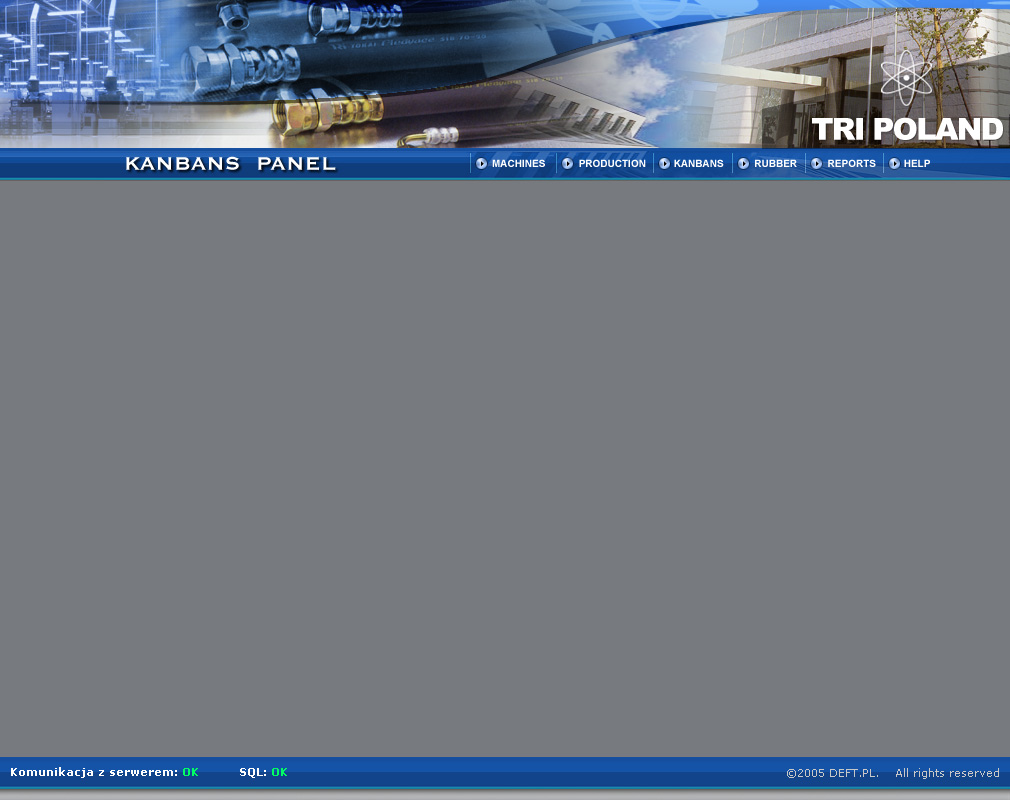 TRI POLAND
KANBANS PANEL
MACHINES PRODUCTION KANBANS RUBBER REPORTS HELP
Komunikacja z serwerem: OK SQL: OK ©2005 DEFT.PL. All rights reserved